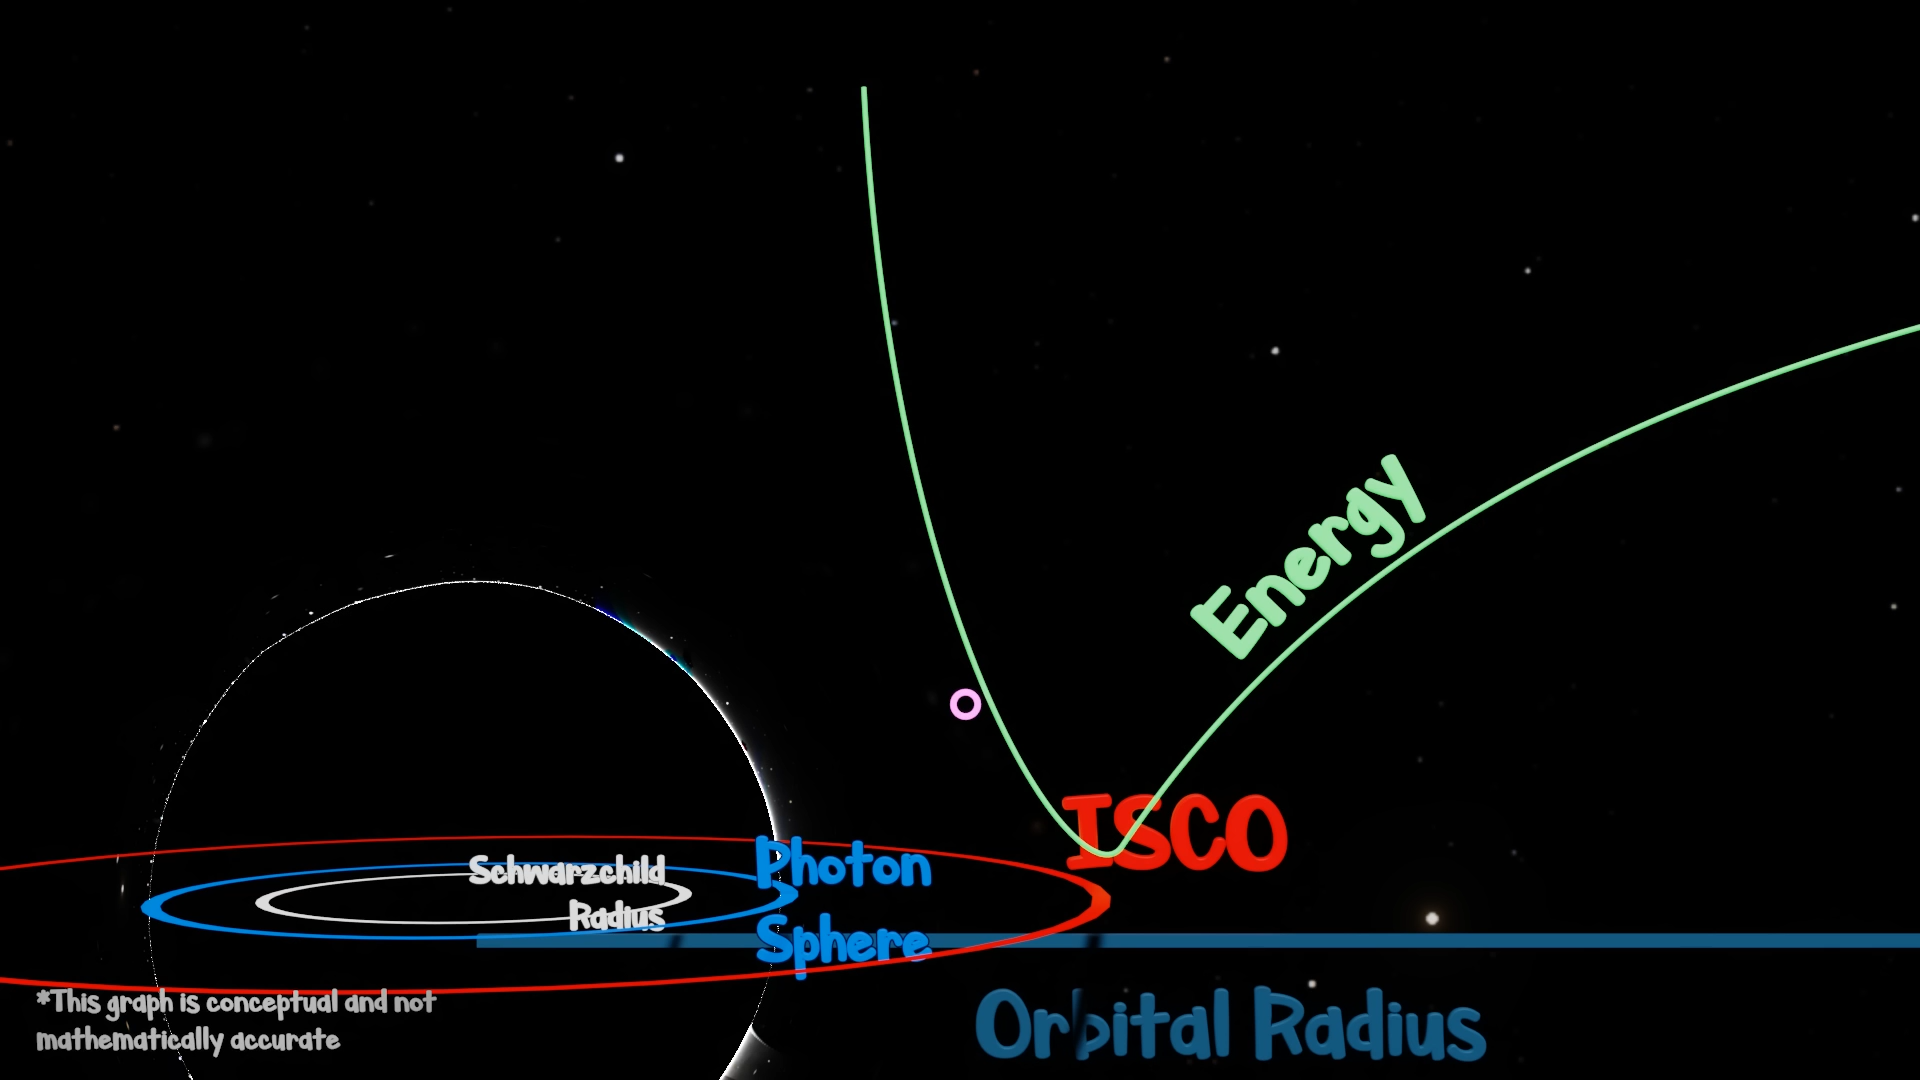 Energy
ISCO
Schwarzchild
Radius
Photon
Sphere
Orbital Radius
*This graph is conceptual and not
mathematically accurate